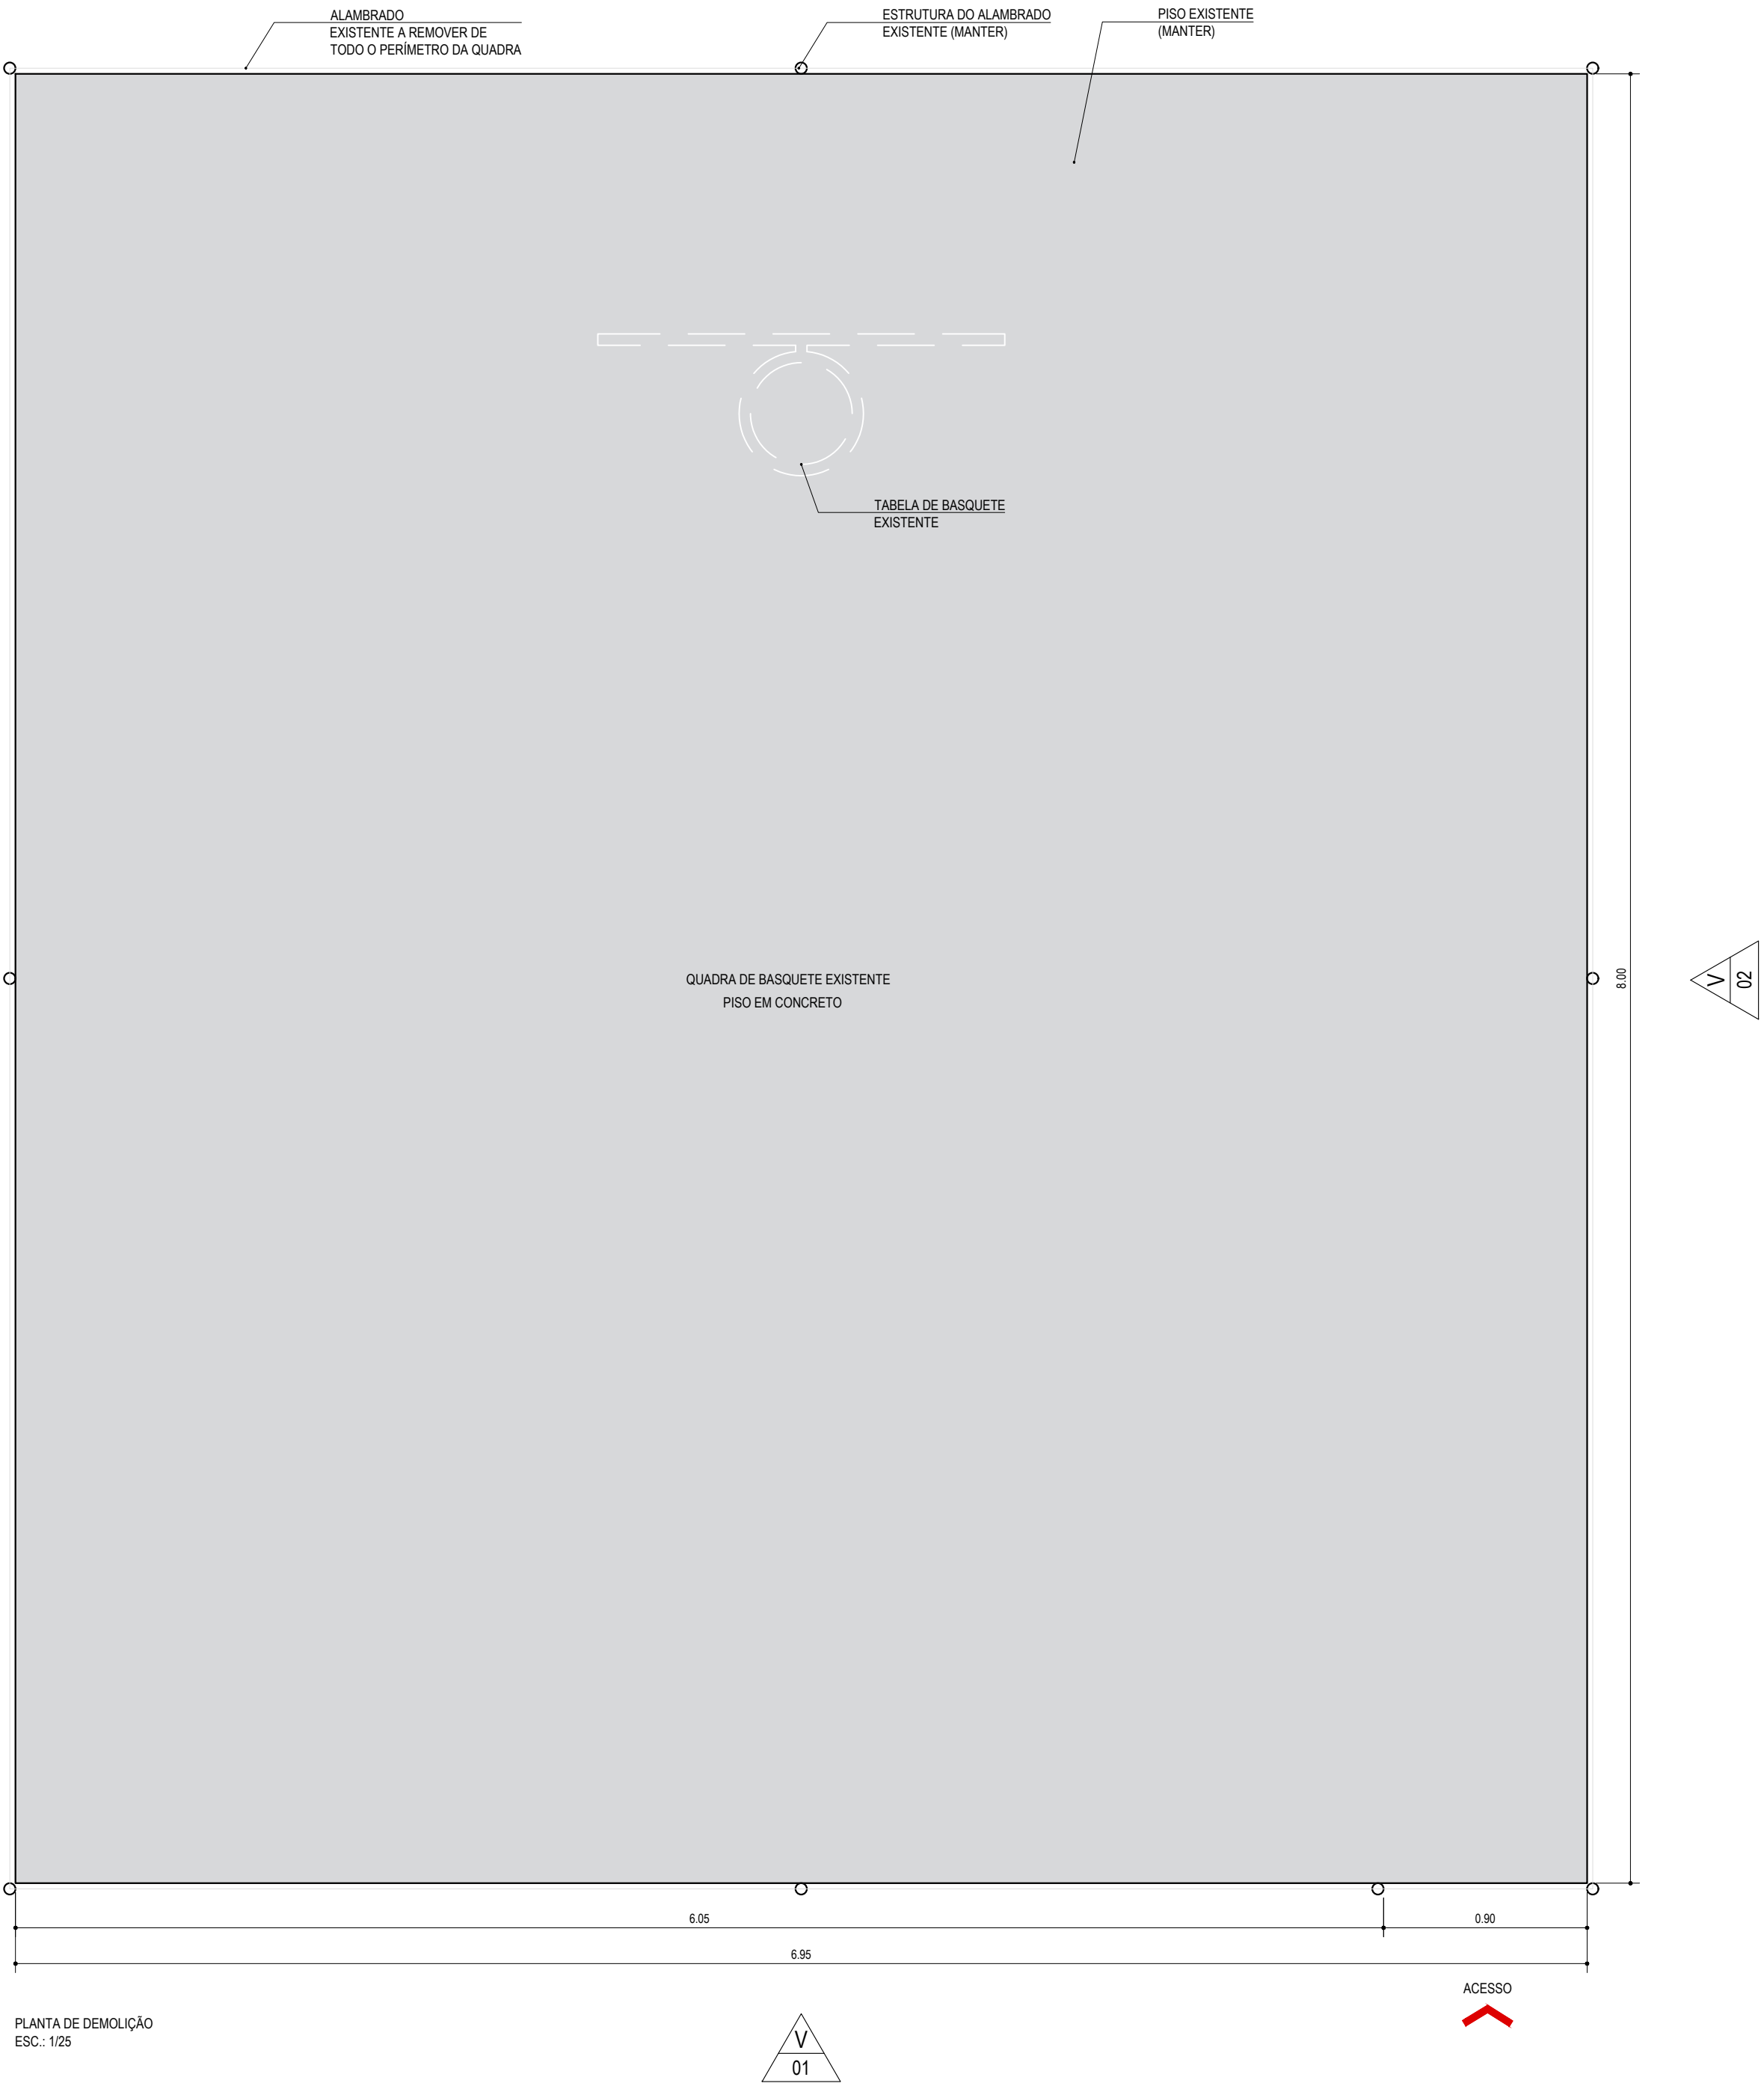 ALAMBRADO
EXISTENTE A REMOVER DE
TODO O PERÍMETRO DA QUADRA
ESTRUTURA DO ALAMBRADO
EXISTENTE (MANTER)
PISO EXISTENTE
(MANTER)
TABELA DE BASQUETE
EXISTENTE
QUADRA DE BASQUETE EXISTENTE
PISO EM CONCRETO
8.00
V
02
6.05
0.90
6.95
ACESSO
PLANTA DE DEMOLIÇÃO
ESC.: 1/25
V
01